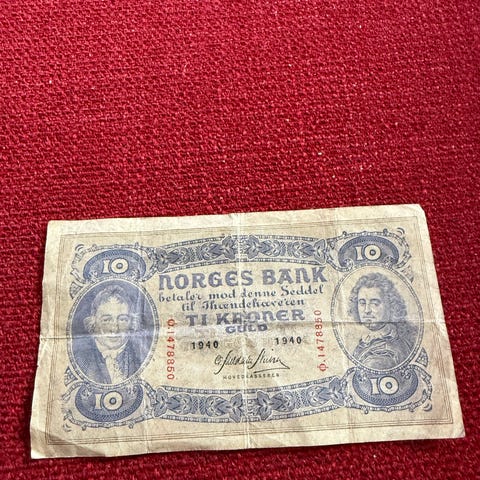 10 10
NORGES BANK
betaler mod denne Seddel
til Ihændehaveren
TI KRONER
GULD
1940 1940
HOVEDKASSERER
10 10
O.1478850
O.1478850